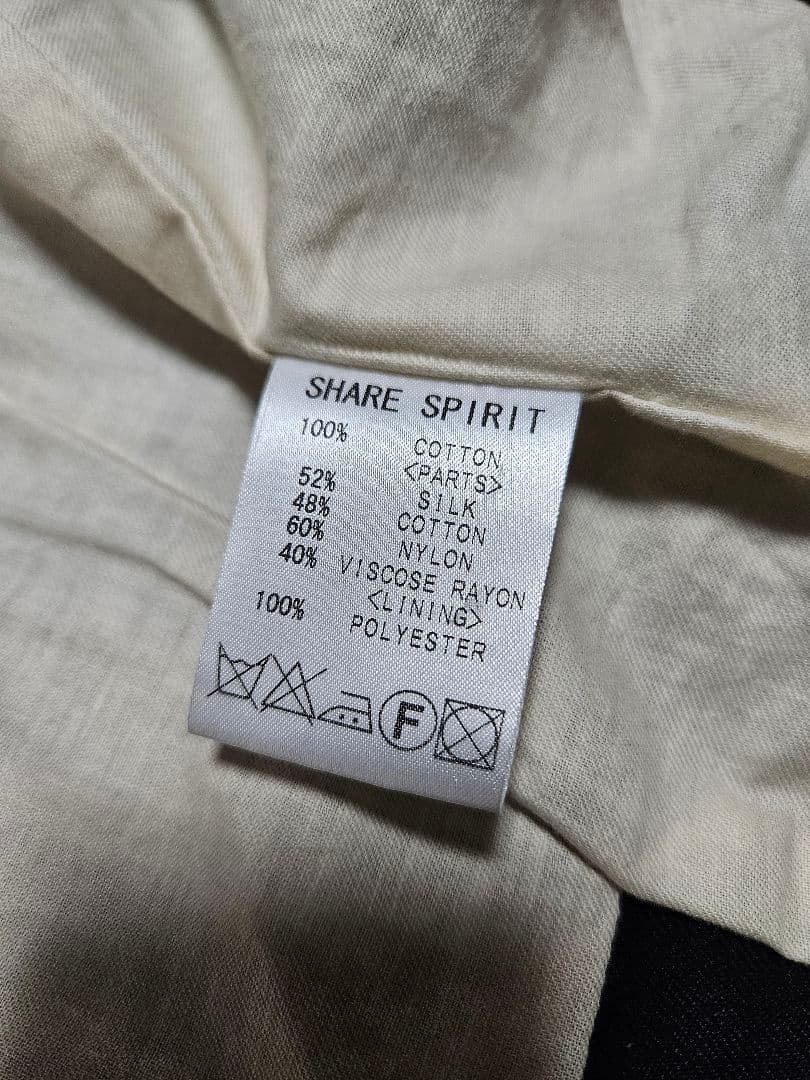 SHARE SPIRIT
100% COTTON
<PARTS>
52% SILK
48% COTTON
60% NYLON
40% VISCOSE RAYON
<LINING>
100% POLYESTER
F